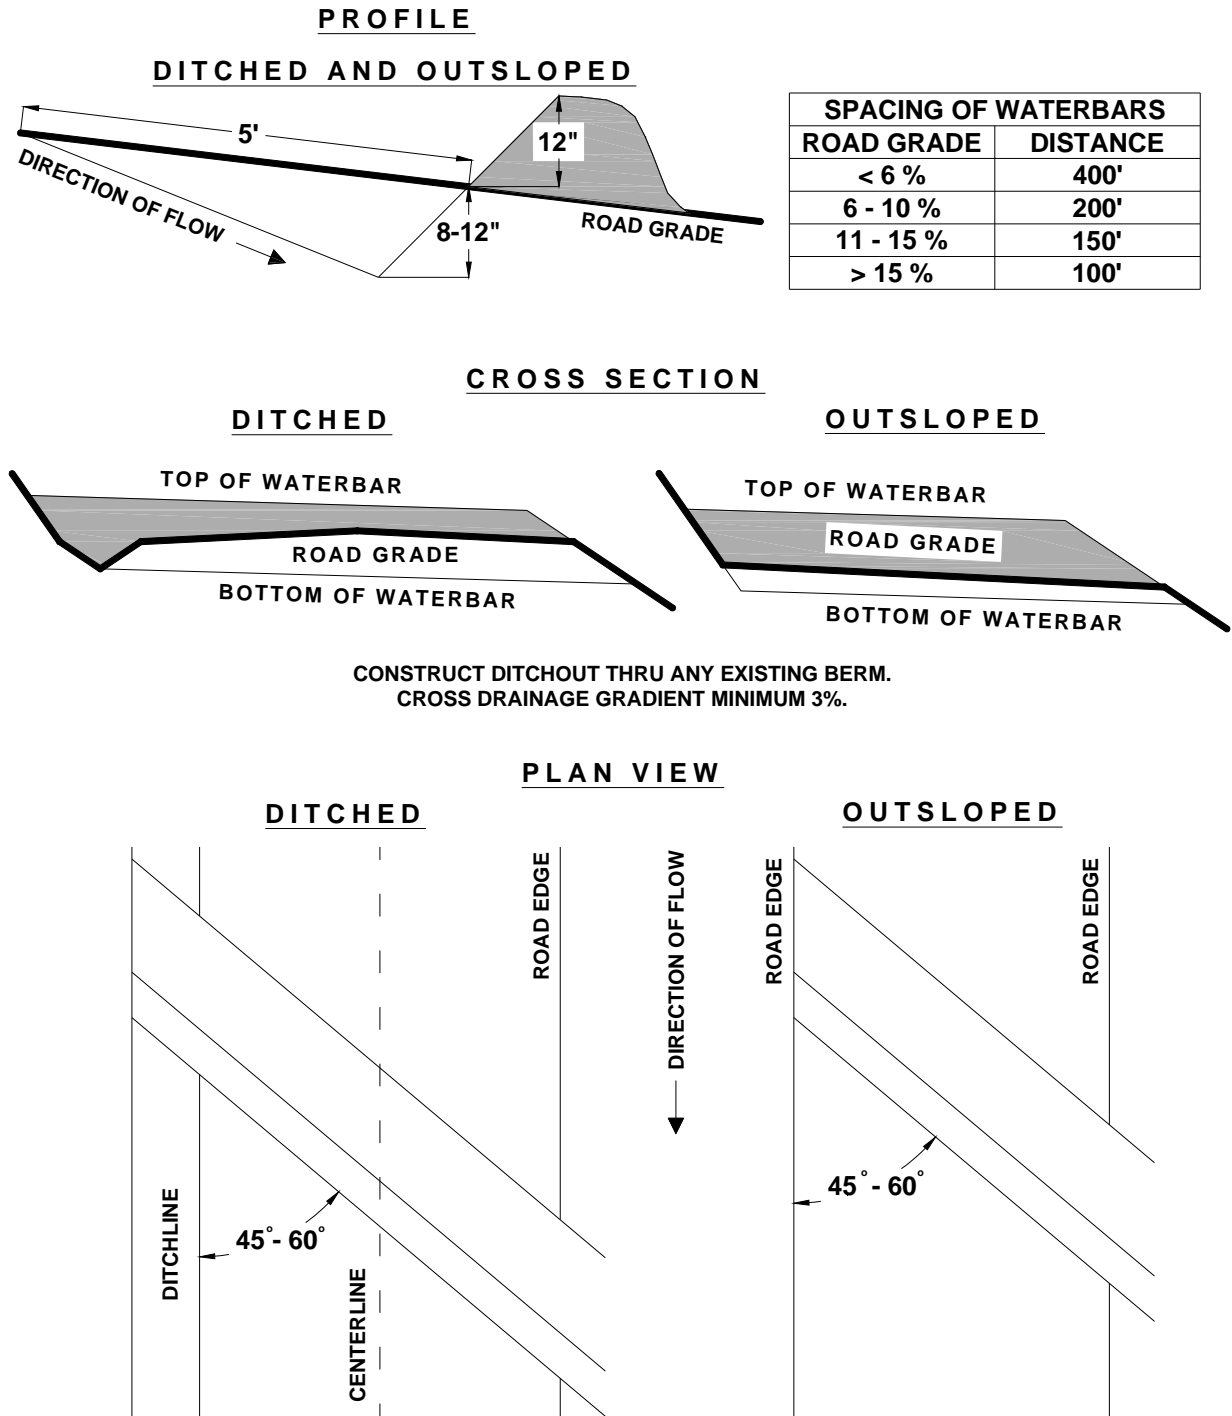 PROFILE
DITCHED AND OUTSLOPED
5'
12"
DIRECTION OF FLOW
8-12"
ROAD GRADE
SPACING OF WATERBARS
ROAD GRADE DISTANCE
< 6 % 400'
6 - 10 % 200'
11 - 15 % 150'
> 15 % 100'
CROSS SECTION
DITCHED
TOP OF WATERBAR
ROAD GRADE
BOTTOM OF WATERBAR
OUTSLOPED
TOP OF WATERBAR
ROAD GRADE
BOTTOM OF WATERBAR
CONSTRUCT DITCHOUT THRU ANY EXISTING BERM.
CROSS DRAINAGE GRADIENT MINIMUM 3%.
PLAN VIEW
DITCHED
ROAD EDGE
45°- 60°
DITCHLINE
CENTERLINE
DIRECTION OF FLOW
OUTSLOPED
ROAD EDGE
ROAD EDGE
45°- 60°